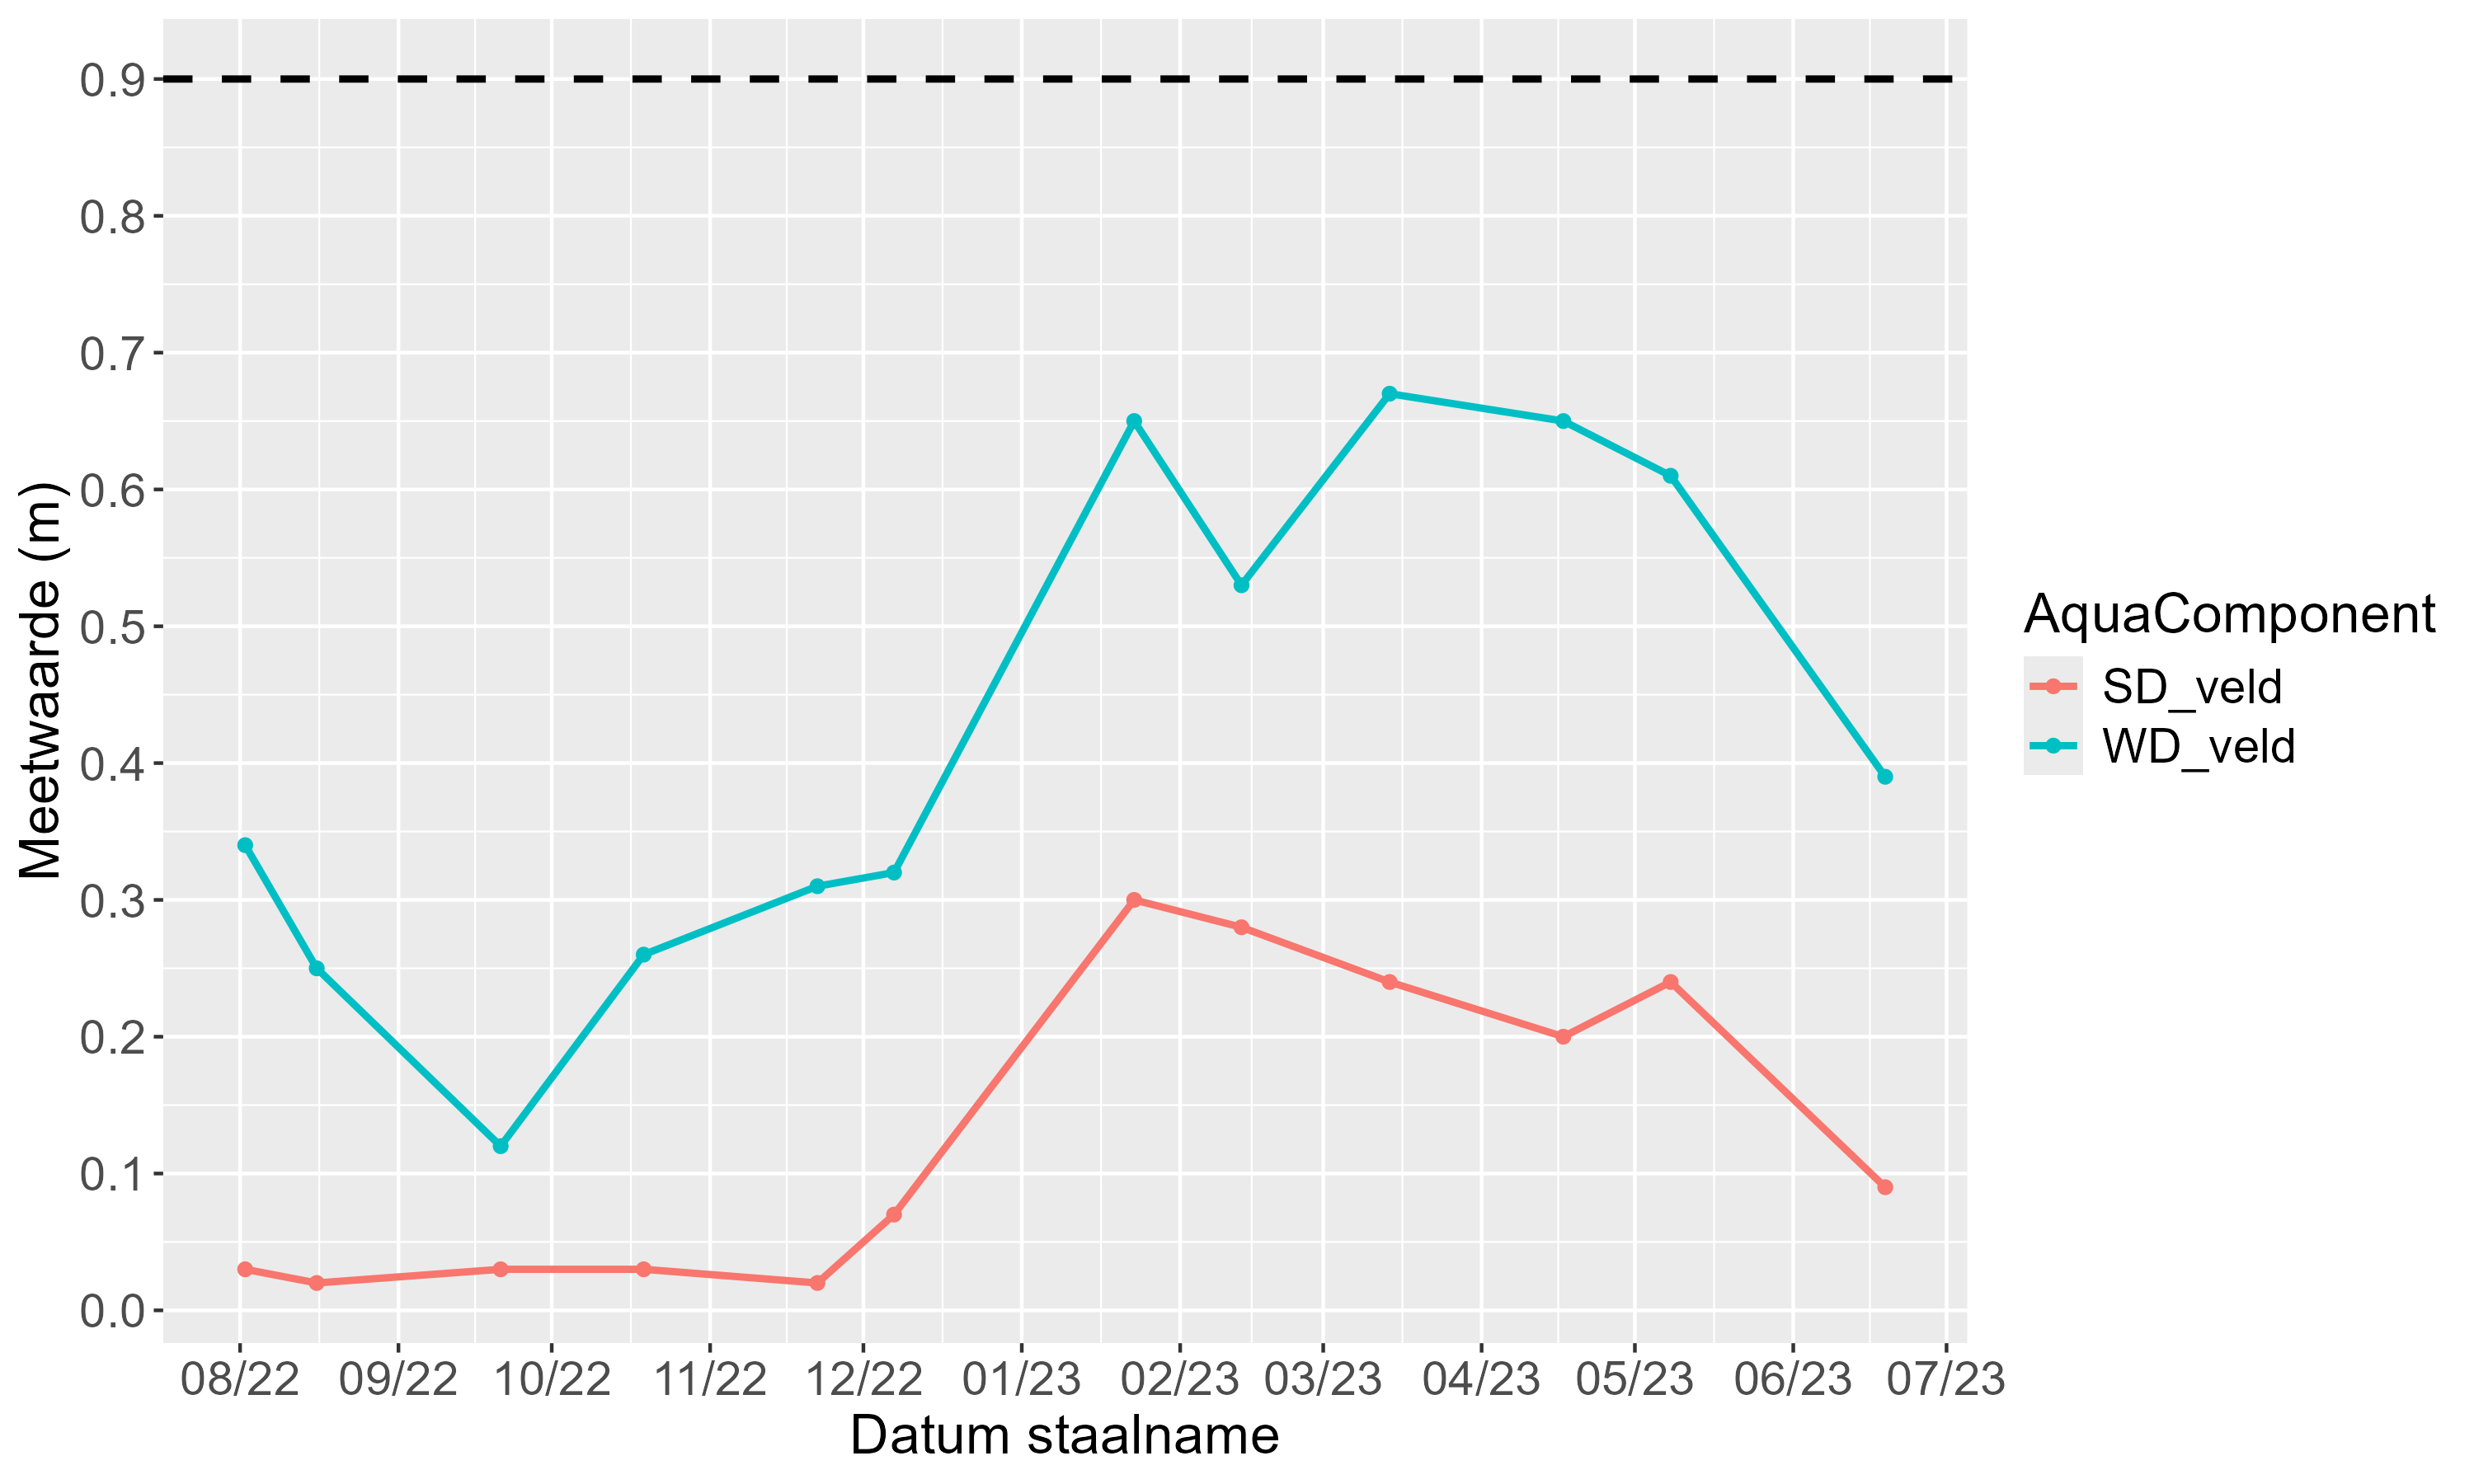 0.9
0.8
0.7
0.6
0.5
0.4
0.3
0.2
0.1
0.0
Meetwaarde (m)
08/22 09/22 10/22 11/22 12/22 01/23 02/23 03/23 04/23 05/23 06/23 07/23
Datum staalname
AquaComponent
SD_veld
WD_veld